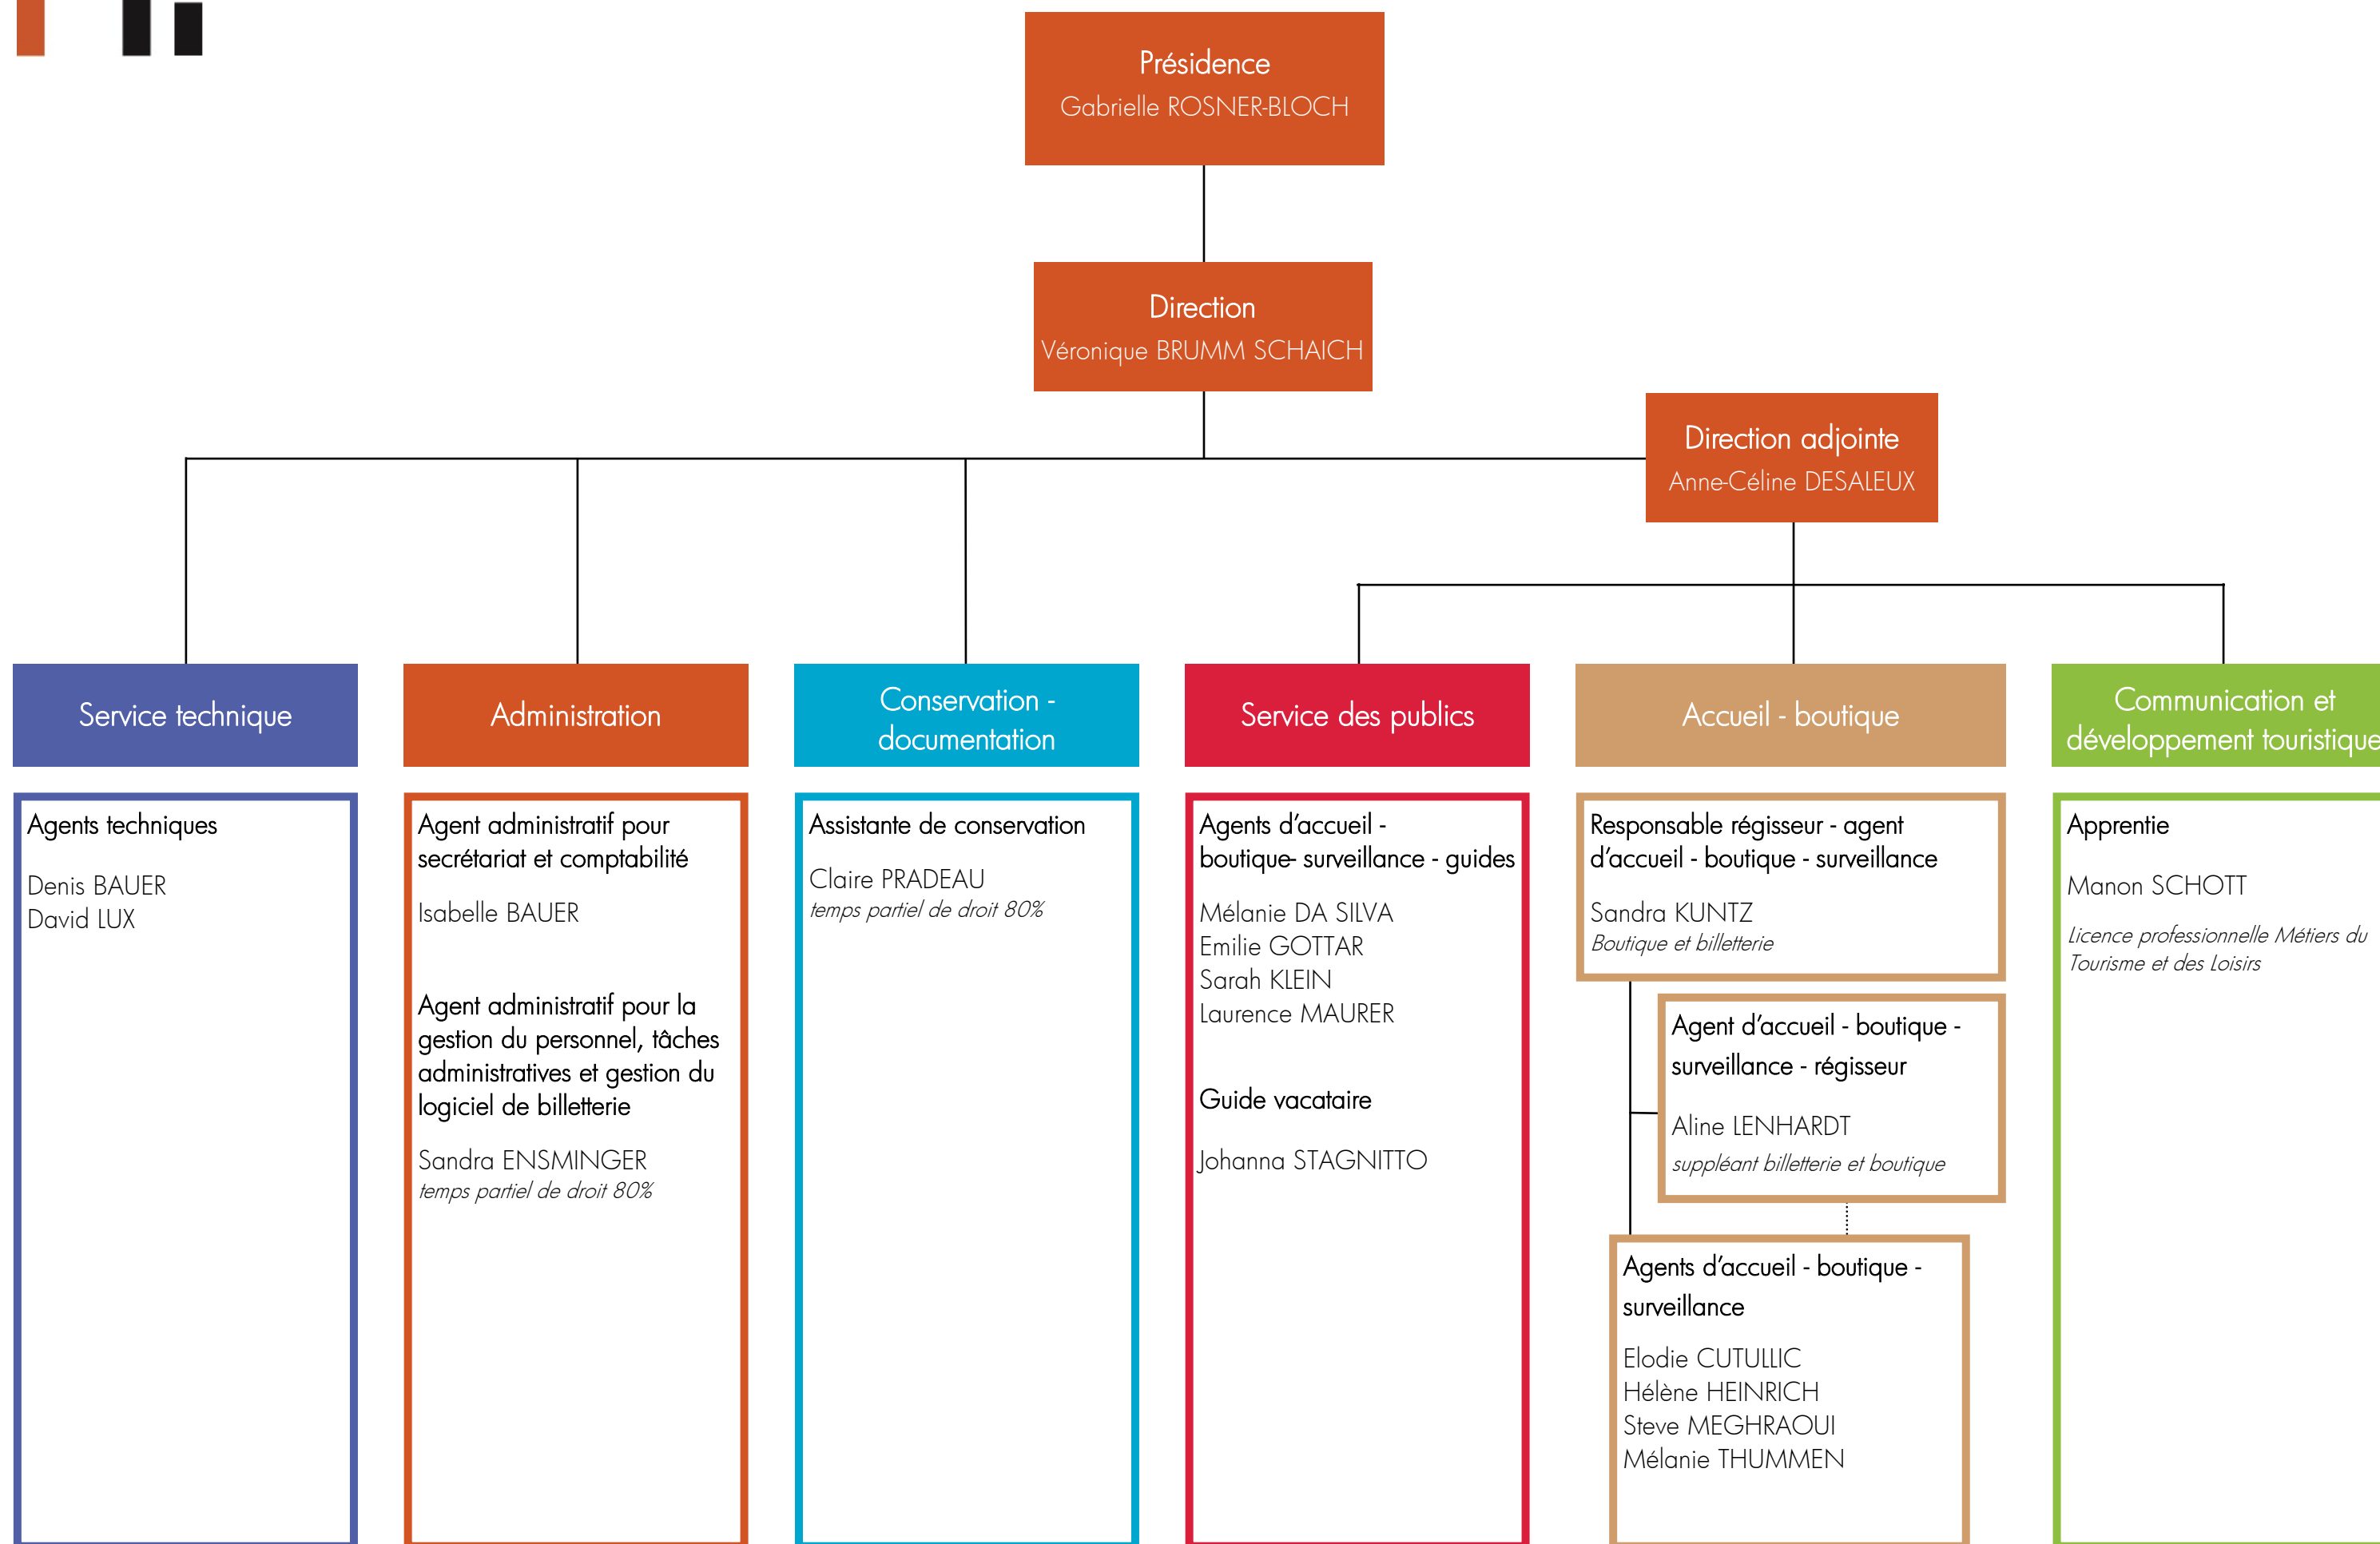 Présidence
Gabrielle ROSNER-BLOCH
Direction
Véronique BRUMM SCHAICH
Direction adjointe
Anne-Céline DESALEUX
Service technique
Agents techniques
Denis BAUER
David LUX
Administration
Agent administratif pour
secrétariat et comptabilité
Isabelle BAUER
Agent administratif pour la
gestion du personnel, tâches
administratives et gestion du
logiciel de billetterie
Sandra ENSMINGER
temps partiel de droit 80%
Conservation -
documentation
Assistante de conservation
Claire PRADEAU
temps partiel de droit 80%
Service des publics
Agents d’accueil -
boutique- surveillance - guides
Mélanie DA SILVA
Emilie GOTTAR
Sarah KLEIN
Laurence MAURER
Guide vacataire
Johanna STAGNITTO
Accueil - boutique
Responsable régisseur - agent
d’accueil - boutique - surveillance
Sandra KUNTZ
Boutique et billetterie
Agent d’accueil - boutique -
surveillance - régisseur
Aline LENHARDT
suppléant billetterie et boutique
Agents d’accueil - boutique -
surveillance
Elodie CUTULLIC
Hélène HEINRICH
Steve MEGHRAOUI
Mélanie THUMMEN
Communication et
développement touristique
Apprentie
Manon SCHOTT
Licence professionnelle Métiers du
Tourisme et des Loisirs